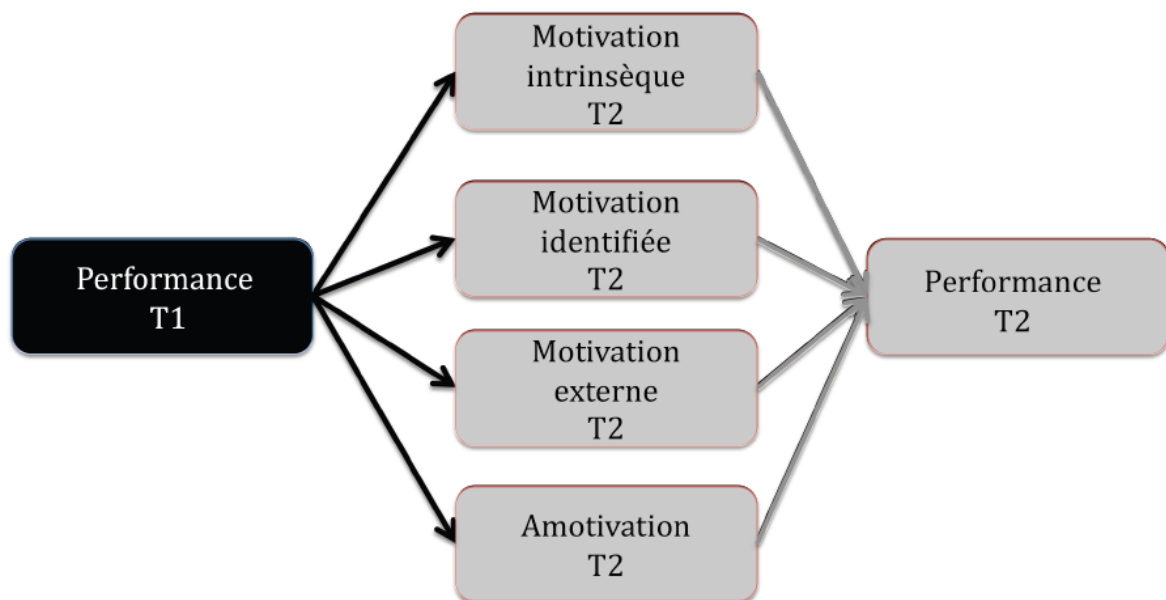 Motivation
intrinsèque
T2
Motivation
identifiée
T2
Performance
T1
Performance
T2
Motivation
externe
T2
Amotivation
T2